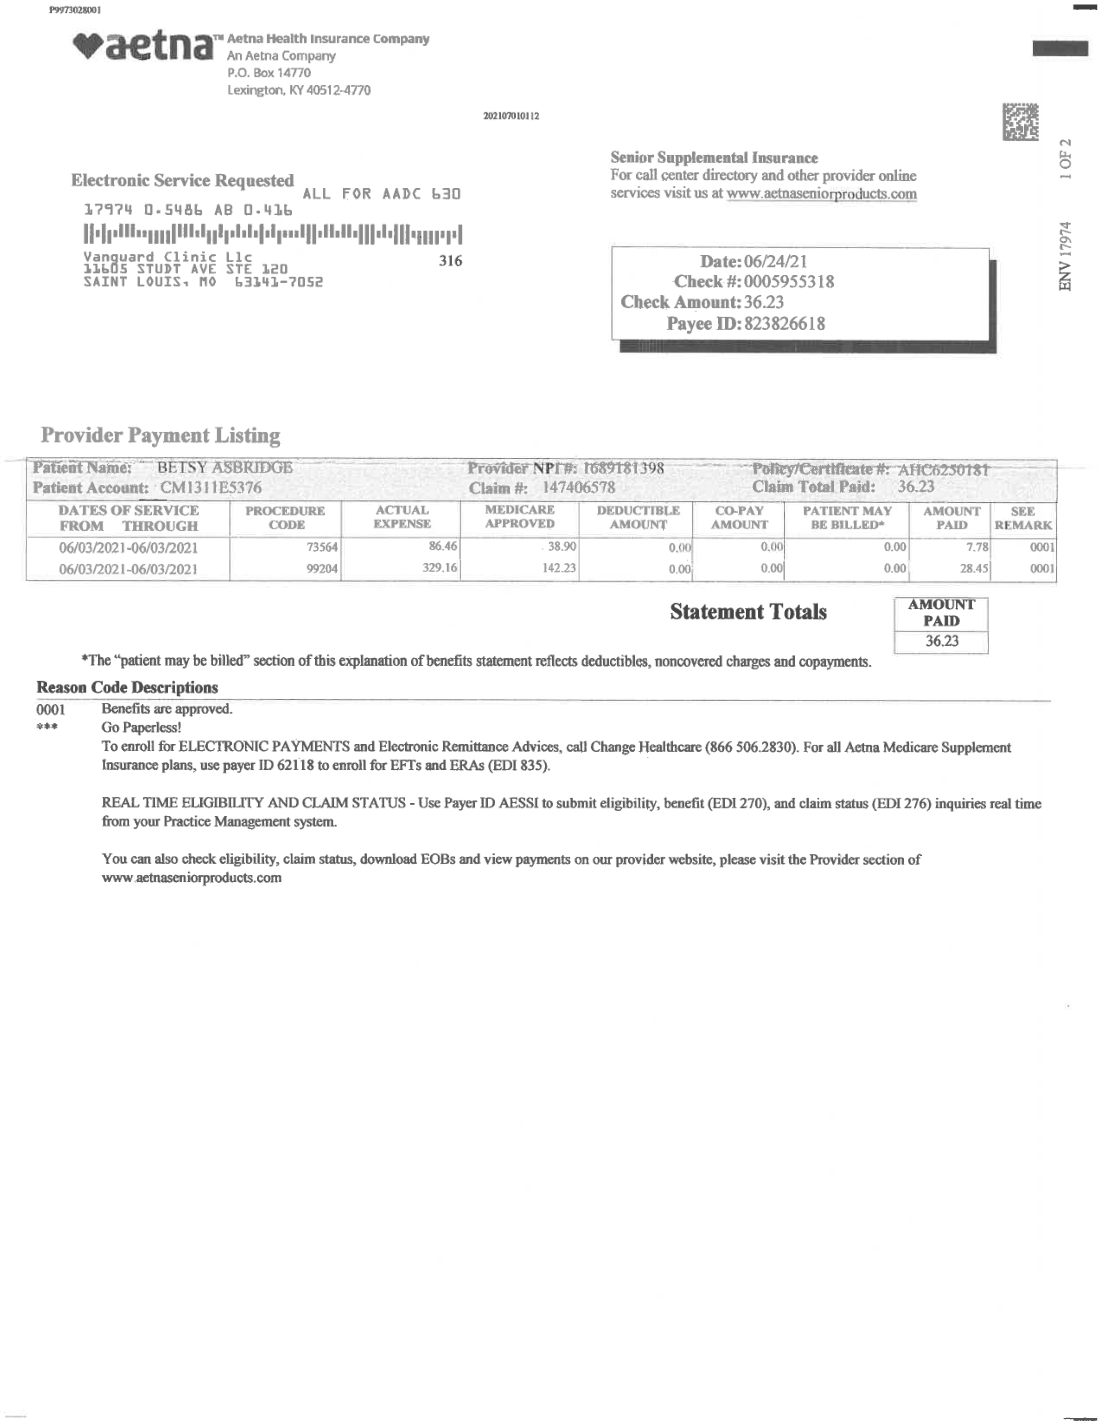 P9973028001
aetna™ Aetna Health Insurance Company
An Aetna Company
P.O. Box 14770
Lexington, KY 40512-4770
202107010112
1 OF 2
ENV 17974
Senior Supplemental Insurance
For call center directory and other provider online
services visit us at www.aetnaseniorproducts.com
Electronic Service Requested
ALL FOR AADC 630
17974 0.5486 AB 0.416
Vanguard Clinic Llc 316
11605 STUDT AVE STE 120
SAINT LOUIS, MO 63141-7052
Date: 06/24/21
Check #: 0005955318
Check Amount: 36.23
Payee ID: 823826618
Provider Payment Listing
Patient Name: BETSY ASBRIDGE Provider NPI #: 1689181398 Policy/Certificate #: AHC6250181
Patient Account: CM1311E5376 Claim #: 147406578 Claim Total Paid: 36.23
DATES OF SERVICE PROCEDURE ACTUAL MEDICARE DEDUCTIBLE CO-PAY PATIENT MAY AMOUNT SEE
FROM THROUGH CODE EXPENSE APPROVED AMOUNT AMOUNT BE BILLED* PAID REMARK
06/03/2021-06/03/2021 73564 86.46 38.90 0.00 0.00 0.00 7.78 0001
06/03/2021-06/03/2021 99204 329.16 142.23 0.00 0.00 0.00 28.45 0001
Statement Totals
AMOUNT
PAID
36.23
*The “patient may be billed” section of this explanation of benefits statement reflects deductibles, noncovered charges and copayments.
Reason Code Descriptions
0001 Benefits are approved.
*** Go Paperless!
To enroll for ELECTRONIC PAYMENTS and Electronic Remittance Advices, call Change Healthcare (866 506.2830). For all Aetna Medicare Supplement
Insurance plans, use payer ID 62118 to enroll for EFTs and ERAs (EDI 835).
REAL TIME ELIGIBILITY AND CLAIM STATUS - Use Payer ID AESSI to submit eligibility, benefit (EDI 270), and claim status (EDI 276) inquiries real time
from your Practice Management system.
You can also check eligibility, claim status, download EOBs and view payments on our provider website, please visit the Provider section of
www.aetnaseniorproducts.com